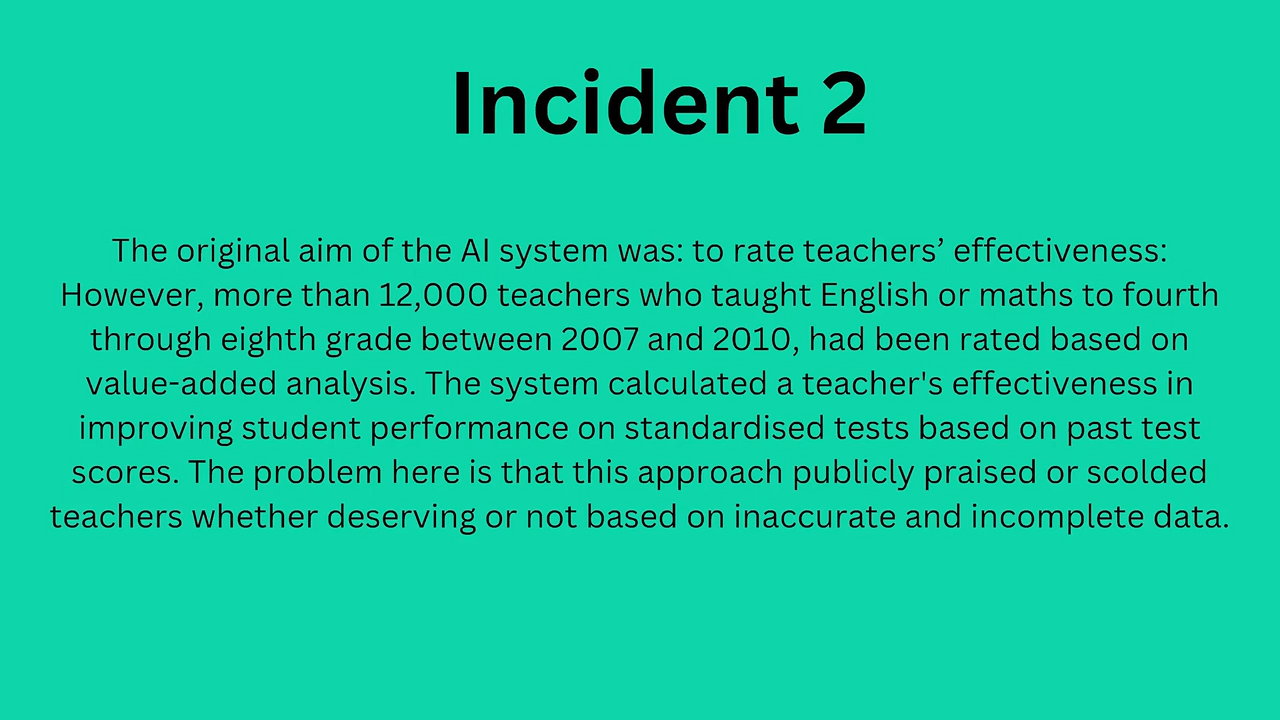 Incident 2
The original aim of the AI system was: to rate teachers’ effectiveness:
However, more than 12,000 teachers who taught English or maths to fourth
through eighth grade between 2007 and 2010, had been rated based on
value-added analysis. The system calculated a teacher's effectiveness in
improving student performance on standardised tests based on past test
scores. The problem here is that this approach publicly praised or scolded
teachers whether deserving or not based on inaccurate and incomplete data.